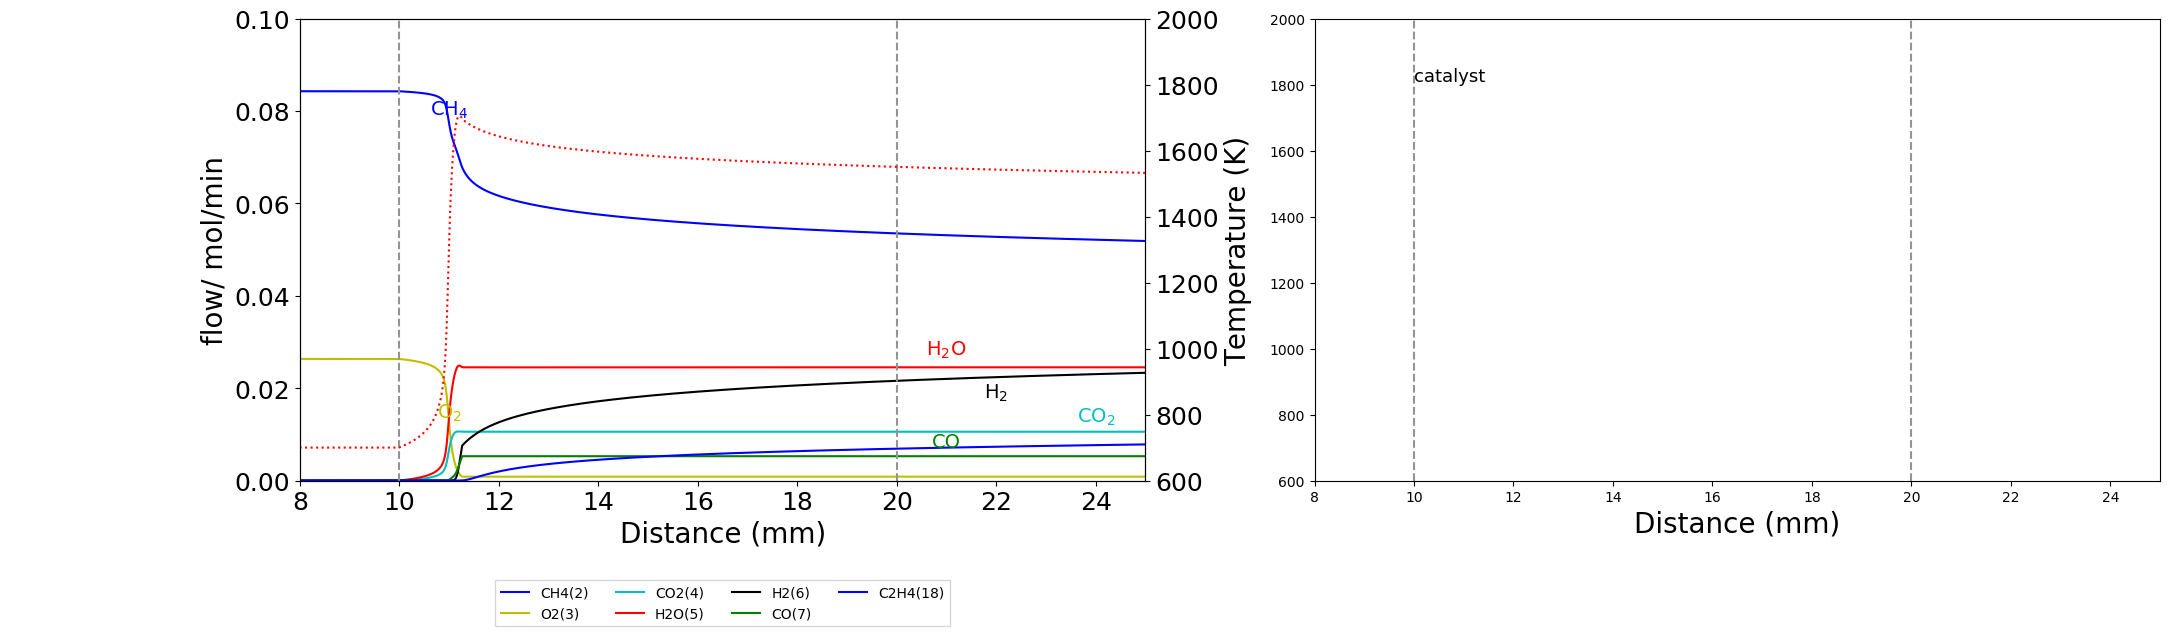 0.10
0.08
0.06
0.04
0.02
0.00
flow/ mol/min
8 10 12 14 16 18 20 22 24
Distance (mm)
2000
1800
1600
1400
1200
1000
800
600
Temperature (K)
CH₄
O₂
H₂O
H₂
CO₂
CO
CH4(2) CO2(4) H2(6) C2H4(18)
O2(3) H2O(5) CO(7)
2000
1800
1600
1400
1200
1000
800
600
catalyst
8 10 12 14 16 18 20 22 24
Distance (mm)